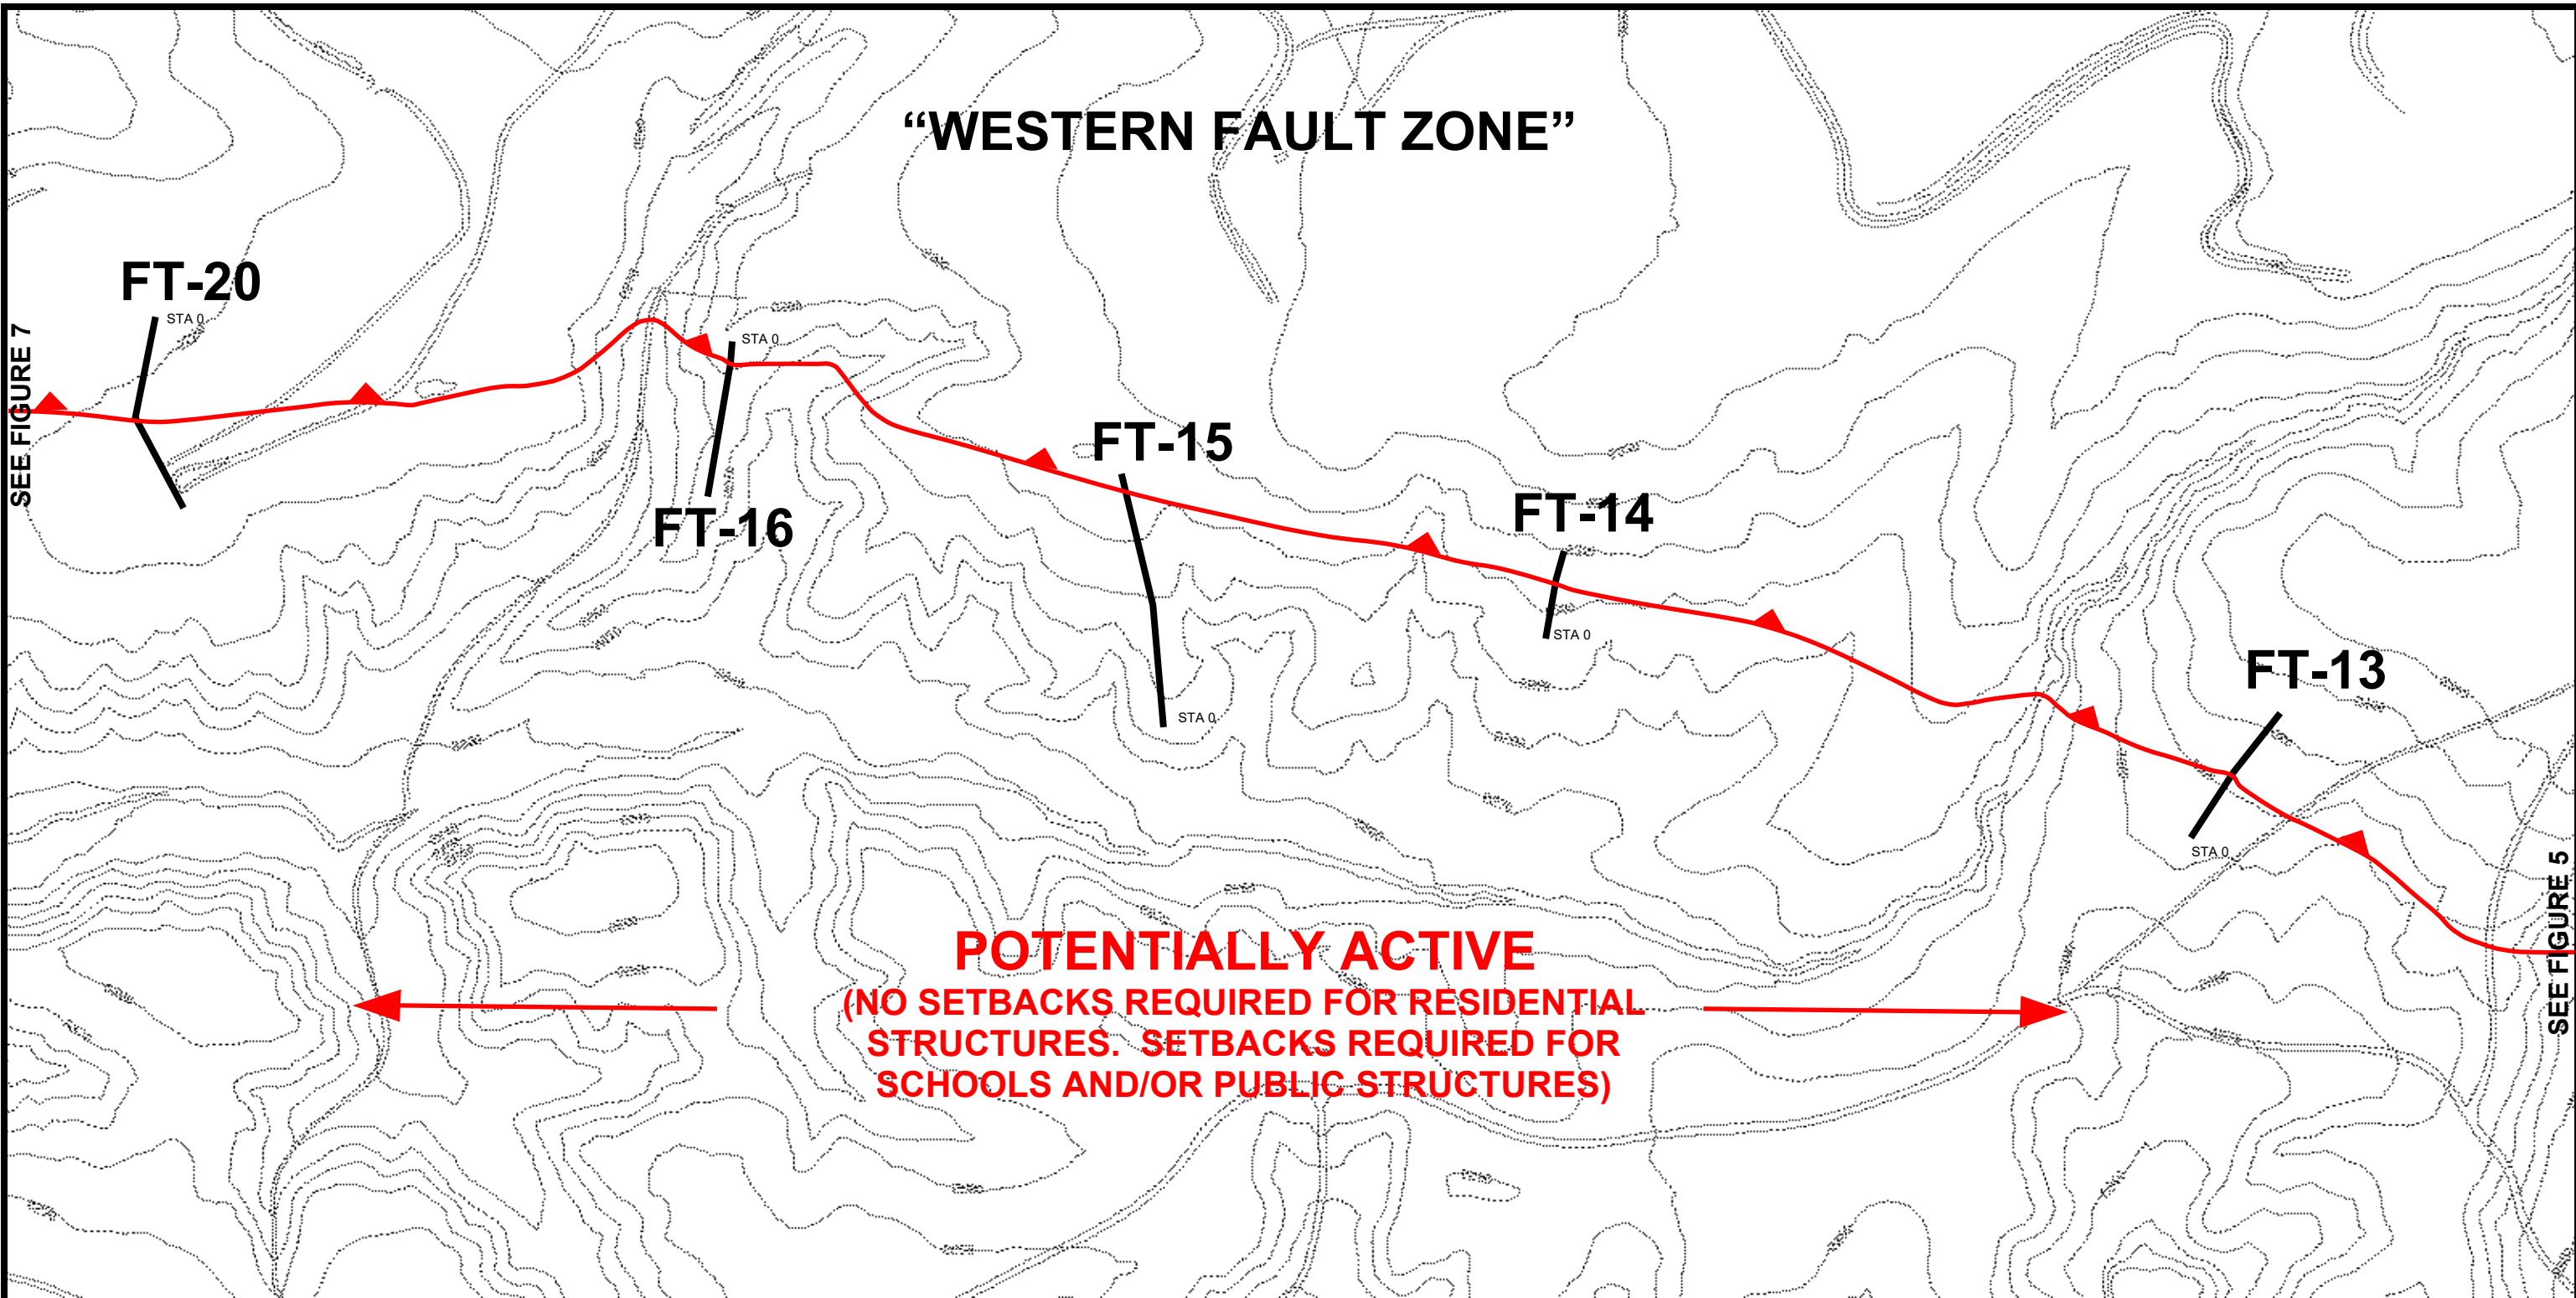 “WESTERN FAULT ZONE”
FT-20
STA 0
SEE FIGURE 7
STA 0
FT-16
FT-15
STA 0
FT-14
STA 0
FT-13
STA 0
SEE FIGURE 5
POTENTIALLY ACTIVE
(NO SETBACKS REQUIRED FOR RESIDENTIAL
STRUCTURES. SETBACKS REQUIRED FOR
SCHOOLS AND/OR PUBLIC STRUCTURES)